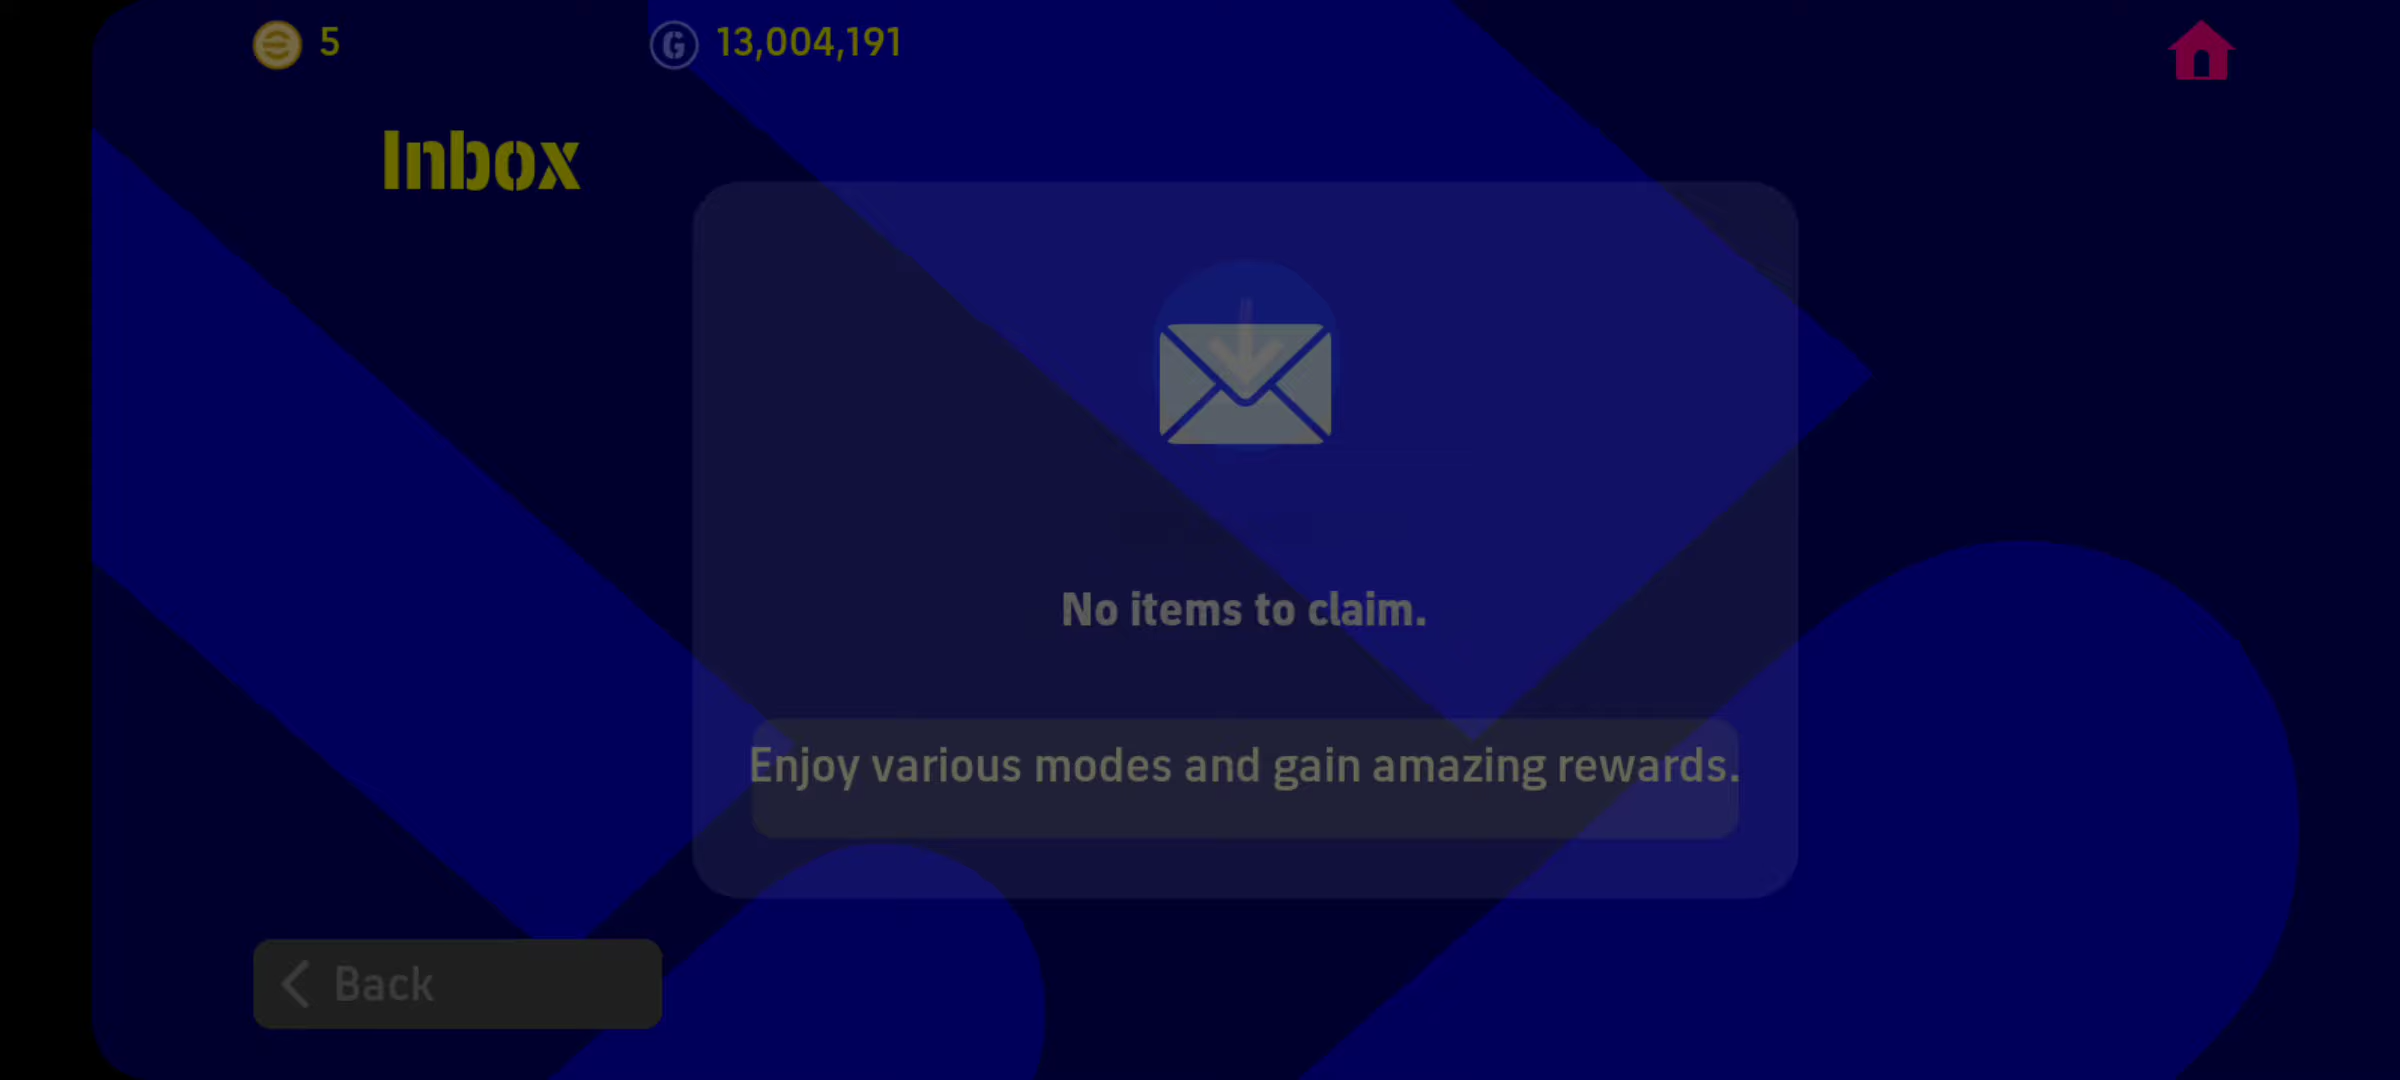 5
G 13,004,191
Inbox
No items to claim.
Enjoy various modes and gain amazing rewards.
Back